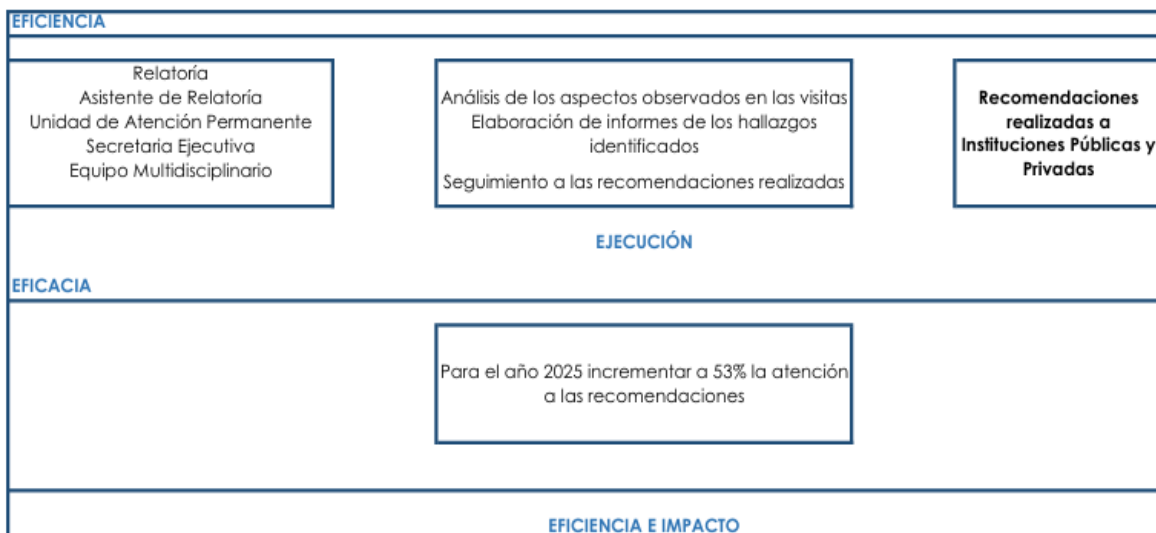 EFICIENCIA
Relatoría
Asistente de Relatoría
Unidad de Atención Permanente
Secretaria Ejecutiva
Equipo Multidisciplinario
Análisis de los aspectos observados en las visitas
Elaboración de informes de los hallazgos
identificados
Seguimiento a las recomendaciones realizadas
Recomendaciones
realizadas a
Instituciones Públicas y
Privadas
EJECUCIÓN
EFICACIA
Para el año 2025 incrementar a 53% la atención
a las recomendaciones
EFICIENCIA E IMPACTO